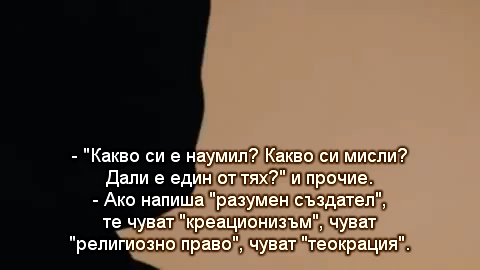 - "Какво си е наумил? Какво си мисли?
Дали е един от тях?" и прочие.
- Ако напиша "разумен създател",
те чуват "креационизъм", чуват
"религиозно право", чуват "теокрация".